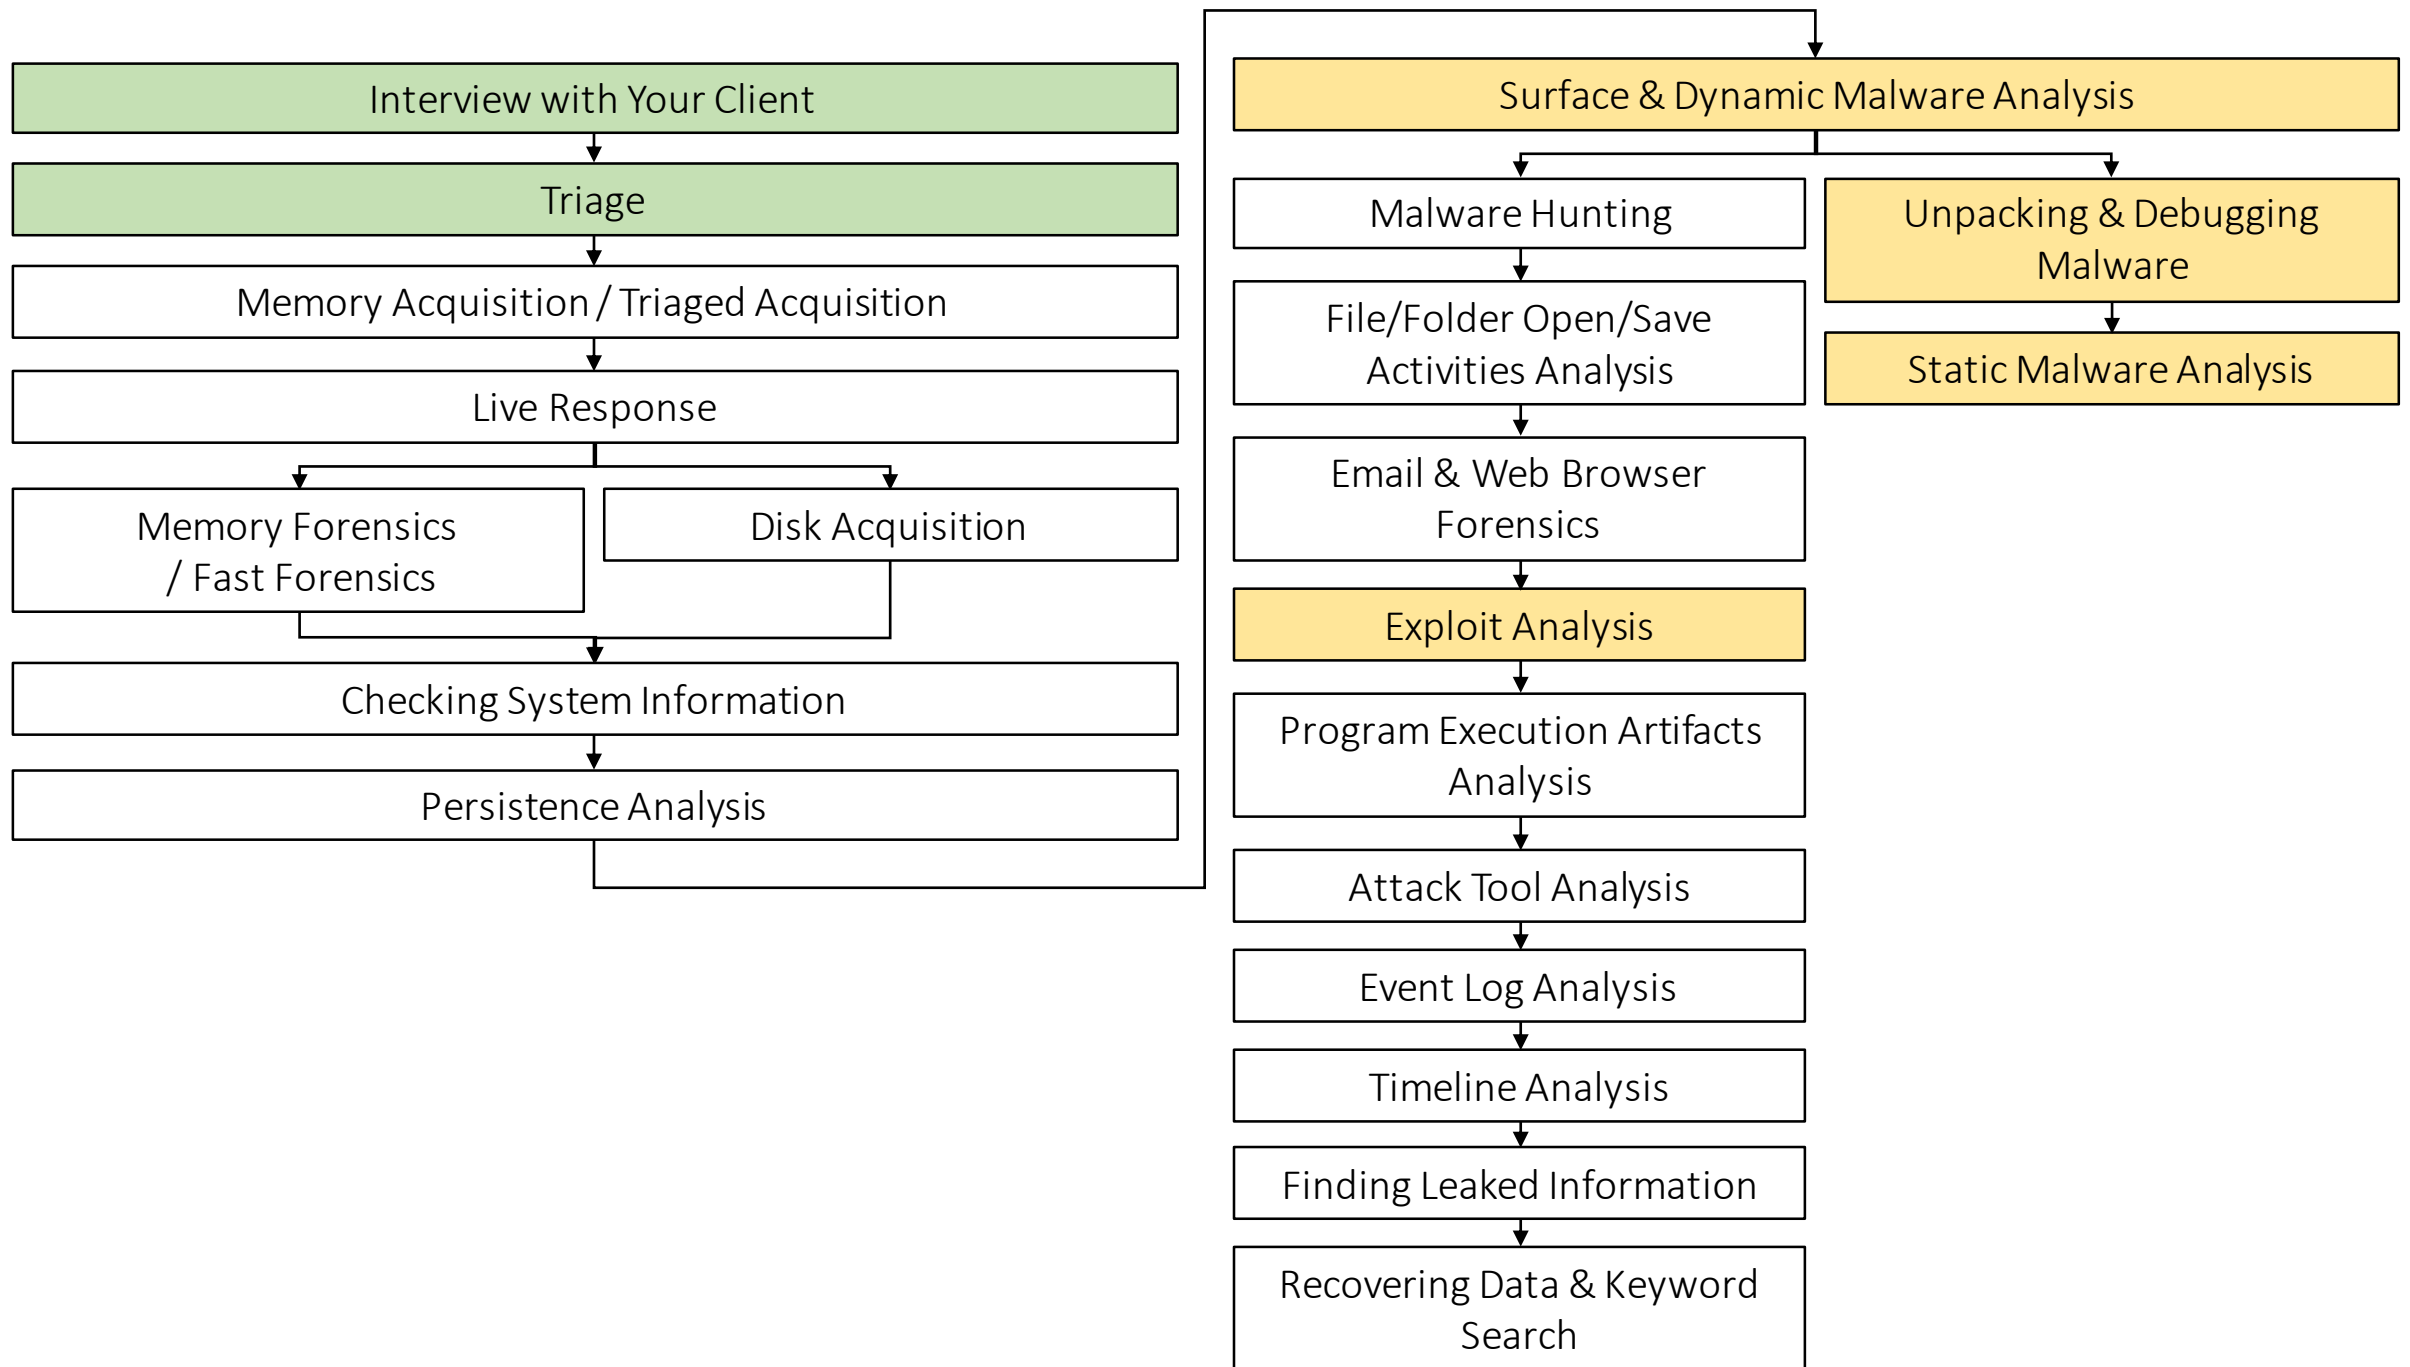 Interview with Your Client
Triage
Memory Acquisition / Triaged Acquisition
Live Response
Memory Forensics
/ Fast Forensics
Disk Acquisition
Checking System Information
Persistence Analysis
Surface & Dynamic Malware Analysis
Malware Hunting
File/Folder Open/Save
Activities Analysis
Email & Web Browser
Forensics
Exploit Analysis
Program Execution Artifacts
Analysis
Attack Tool Analysis
Event Log Analysis
Timeline Analysis
Finding Leaked Information
Recovering Data & Keyword
Search
Unpacking & Debugging
Malware
Static Malware Analysis